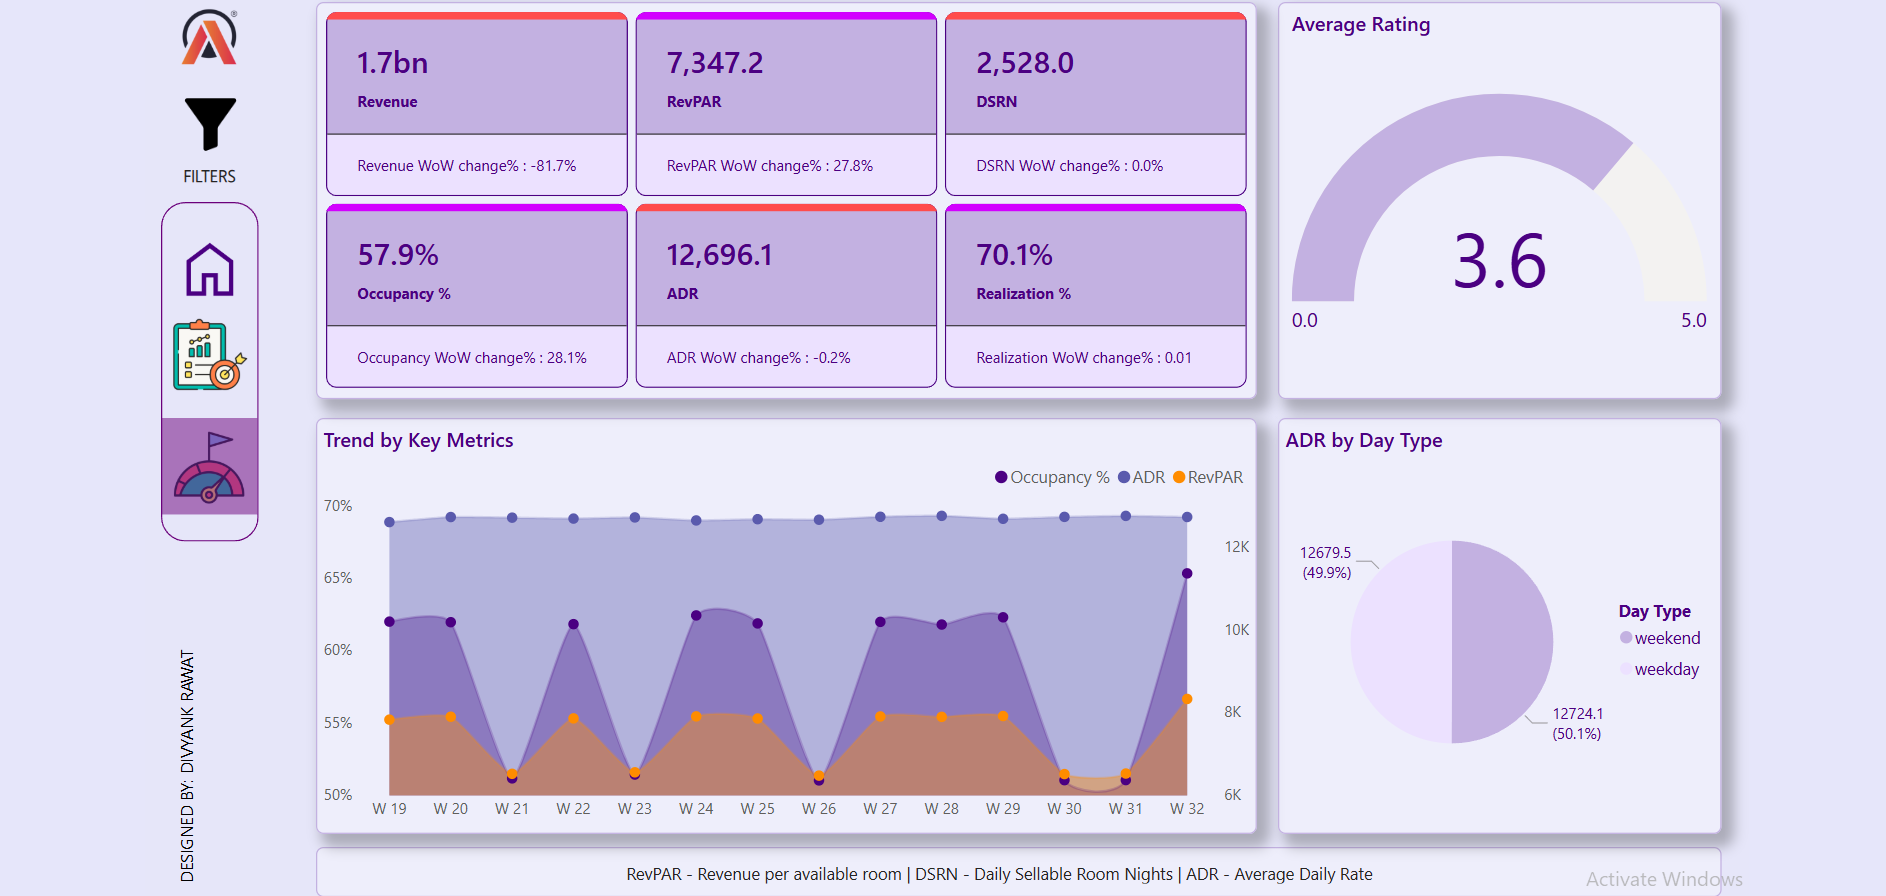 ®
FILTERS
DESIGNED BY: DIVYANK RAWAT
1.7bn
Revenue
Revenue WoW change% : -81.7%
7,347.2
RevPAR
RevPAR WoW change% : 27.8%
2,528.0
DSRN
DSRN WoW change% : 0.0%
57.9%
Occupancy %
Occupancy WoW change% : 28.1%
12,696.1
ADR
ADR WoW change% : -0.2%
70.1%
Realization %
Realization WoW change% : 0.01
Average Rating
3.6
0.0
5.0
Trend by Key Metrics
Occupancy % ADR RevPAR
70%
65%
60%
55%
50%
12K
10K
8K
6K
W 19 W 20 W 21 W 22 W 23 W 24 W 25 W 26 W 27 W 28 W 29 W 30 W 31 W 32
ADR by Day Type
12679.5
(49.9%)
12724.1
(50.1%)
Day Type
weekend
weekday
RevPAR - Revenue per available room | DSRN - Daily Sellable Room Nights | ADR - Average Daily Rate
Activate Windows